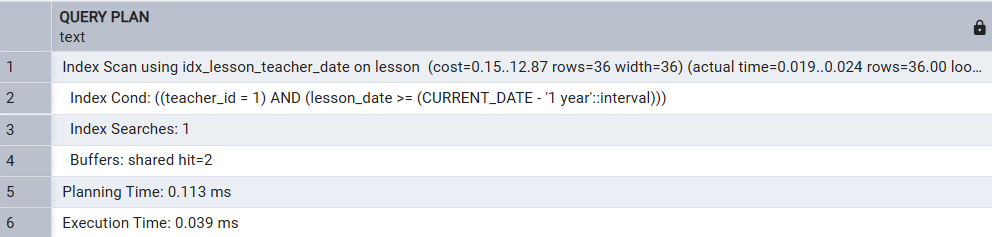 QUERY PLAN
text
1 Index Scan using idx_lesson_teacher_date on lesson (cost=0.15..12.87 rows=36 width=36) (actual time=0.019..0.024 rows=36.00 loo...
2 Index Cond: ((teacher_id = 1) AND (lesson_date >= (CURRENT_DATE - '1 year'::interval)))
3 Index Searches: 1
4 Buffers: shared hit=2
5 Planning Time: 0.113 ms
6 Execution Time: 0.039 ms